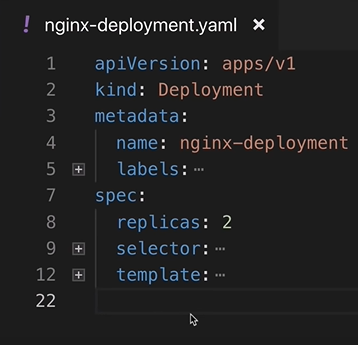 ! nginx-deployment.yaml ×
1 apiVersion: apps/v1
2 kind: Deployment
3 metadata:
4 name: nginx-deployment
5 labels:⋯
7 spec:
8 replicas: 2
9 selector:⋯
12 template:⋯
22